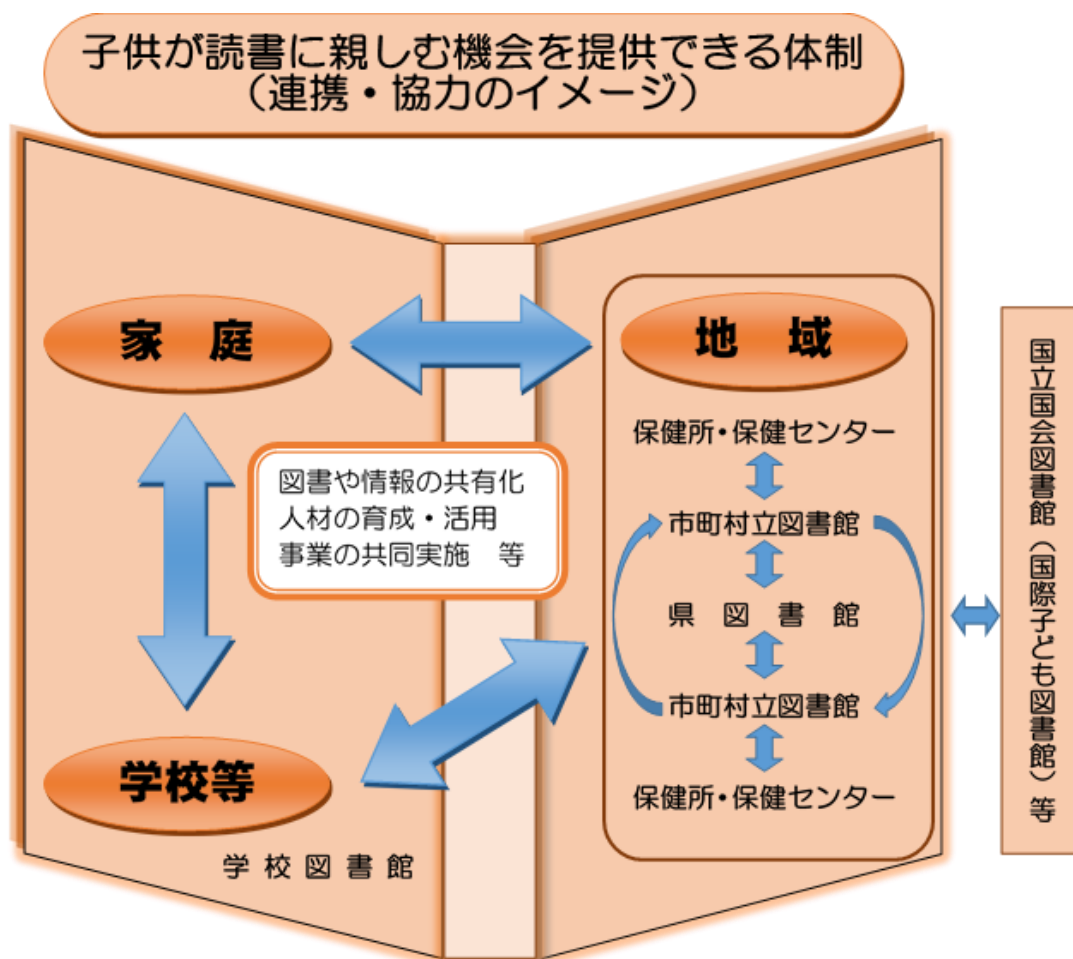 子供が読書に親しむ機会を提供できる体制
（連携・協力のイメージ）
家　庭
地　域
図書や情報の共有化
人材の育成・活用
事業の共同実施　等
保健所・保健センター
市町村立図書館
県　図　書　館
市町村立図書館
保健所・保健センター
学校等
学 校 図 書 館
国立国会図書館（国際子ども図書館）等